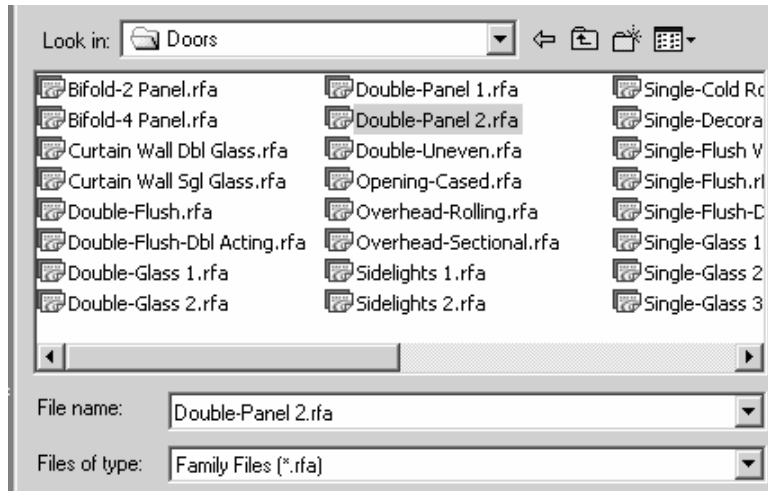 Look in: Doors
Bifold-2 Panel.rfa
Bifold-4 Panel.rfa
Curtain Wall Dbl Glass.rfa
Curtain Wall Sgl Glass.rfa
Double-Flush.rfa
Double-Flush-Dbl Acting.rfa
Double-Glass 1.rfa
Double-Glass 2.rfa
Double-Panel 1.rfa
Double-Panel 2.rfa
Double-Uneven.rfa
Opening-Cased.rfa
Overhead-Rolling.rfa
Overhead-Sectional.rfa
Sidelights 1.rfa
Sidelights 2.rfa
Single-Cold
Single-Decora
Single-Flush
Single-Flush.r
Single-Flush-
Single-Glass 1
Single-Glass 2
Single-Glass 3
File name: Double-Panel 2.rfa
Files of type: Family Files (*.rfa)